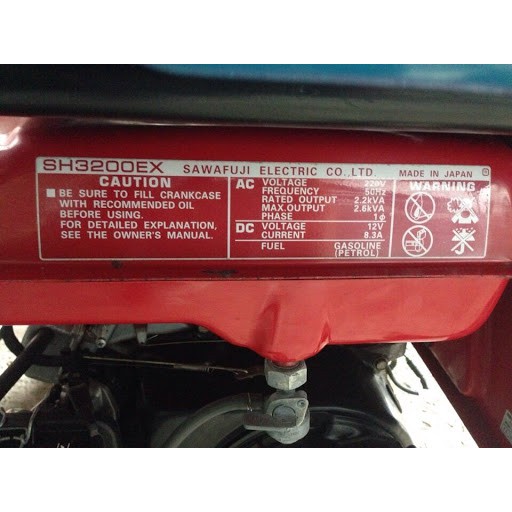 SH3200EX SAWAFUJI ELECTRIC CO.,LTD. MADE IN JAPAN
CAUTION
■ BE SURE TO FILL CRANKCASE
WITH RECOMMENDED OIL
BEFORE USING.
FOR DETAILED EXPLANATION,
SEE THE OWNER'S MANUAL.
AC VOLTAGE 220V
FREQUENCY 50Hz
RATED OUTPUT 2.2kVA
MAX.OUTPUT 2.6kVA
PHASE 1ϕ
DC VOLTAGE 12V
CURRENT 8.3A
FUEL GASOLINE
(PETROL)
WARNING